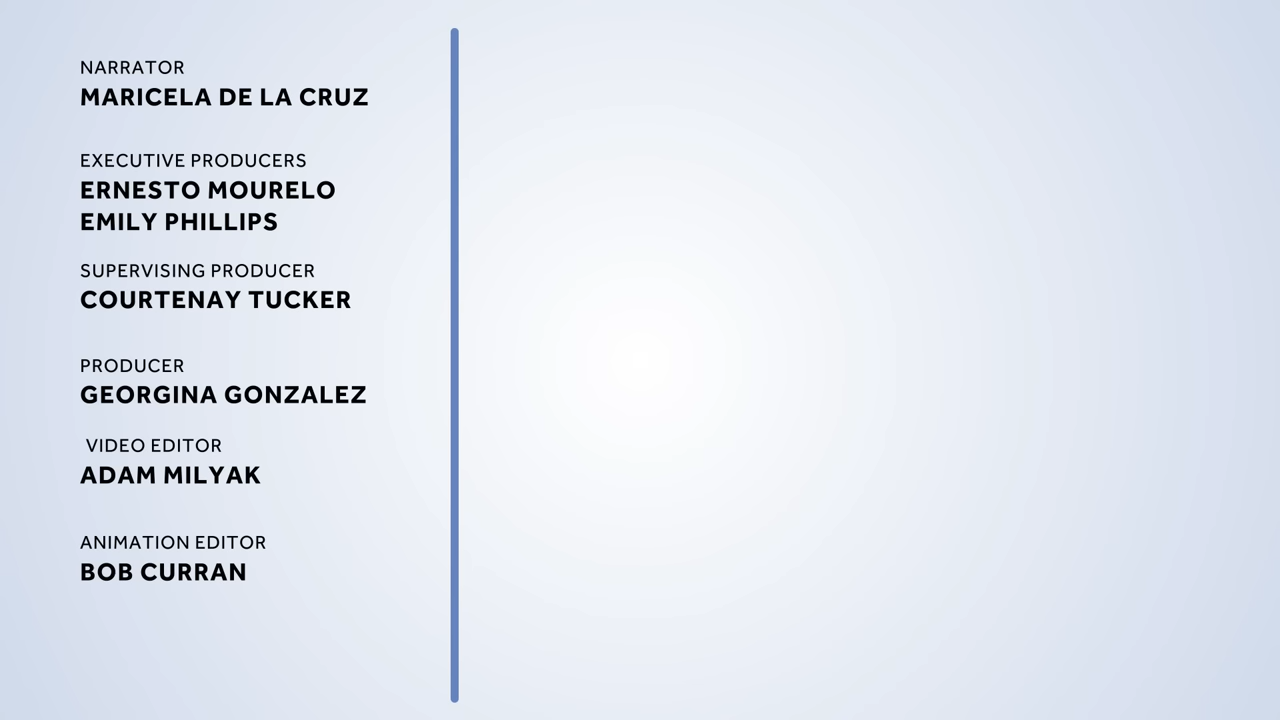 NARRATOR
MARICELA DE LA CRUZ
EXECUTIVE PRODUCERS
ERNESTO MOURELO
EMILY PHILLIPS
SUPERVISING PRODUCER
COURTENAY TUCKER
PRODUCER
GEORGINA GONZALEZ
VIDEO EDITOR
ADAM MILYAK
ANIMATION EDITOR
BOB CURRAN